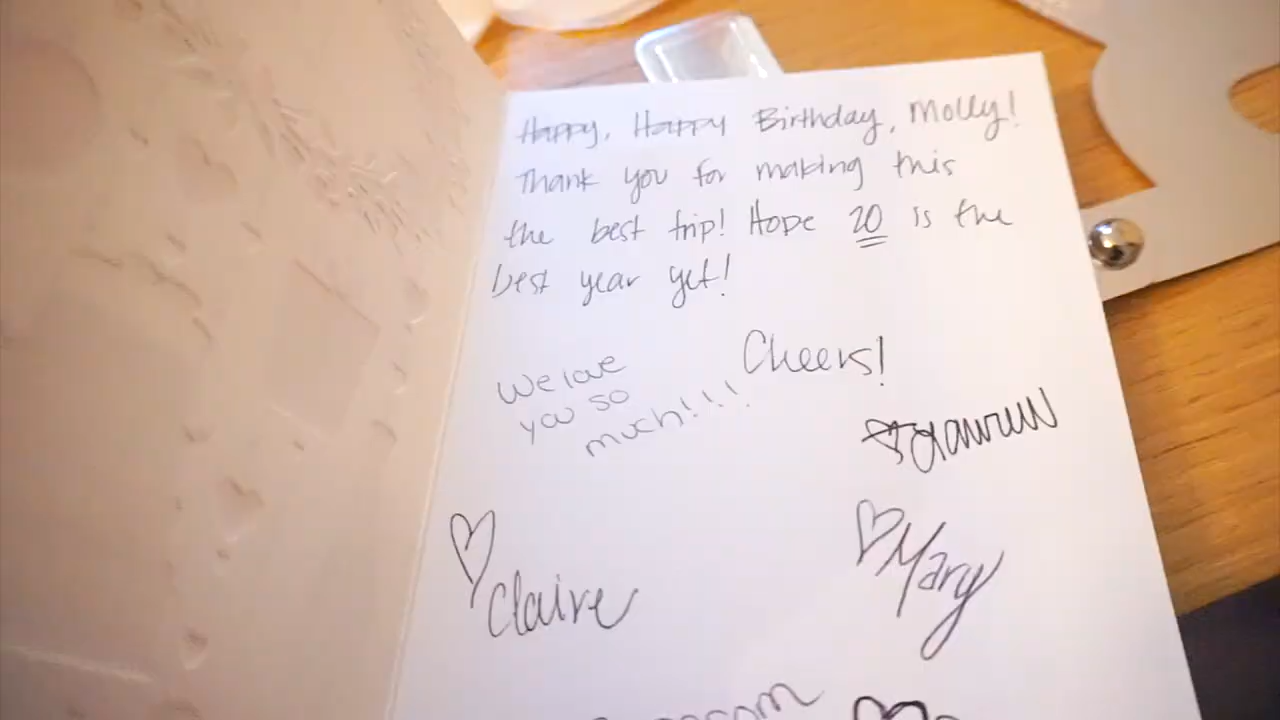 Happy, Happy Birthday, Molly!
Thank you for making this
the best trip! Hope 20 is the
best year yet!
Cheers!
We love
you so
much!!!!
Lauren
Claire
Mary